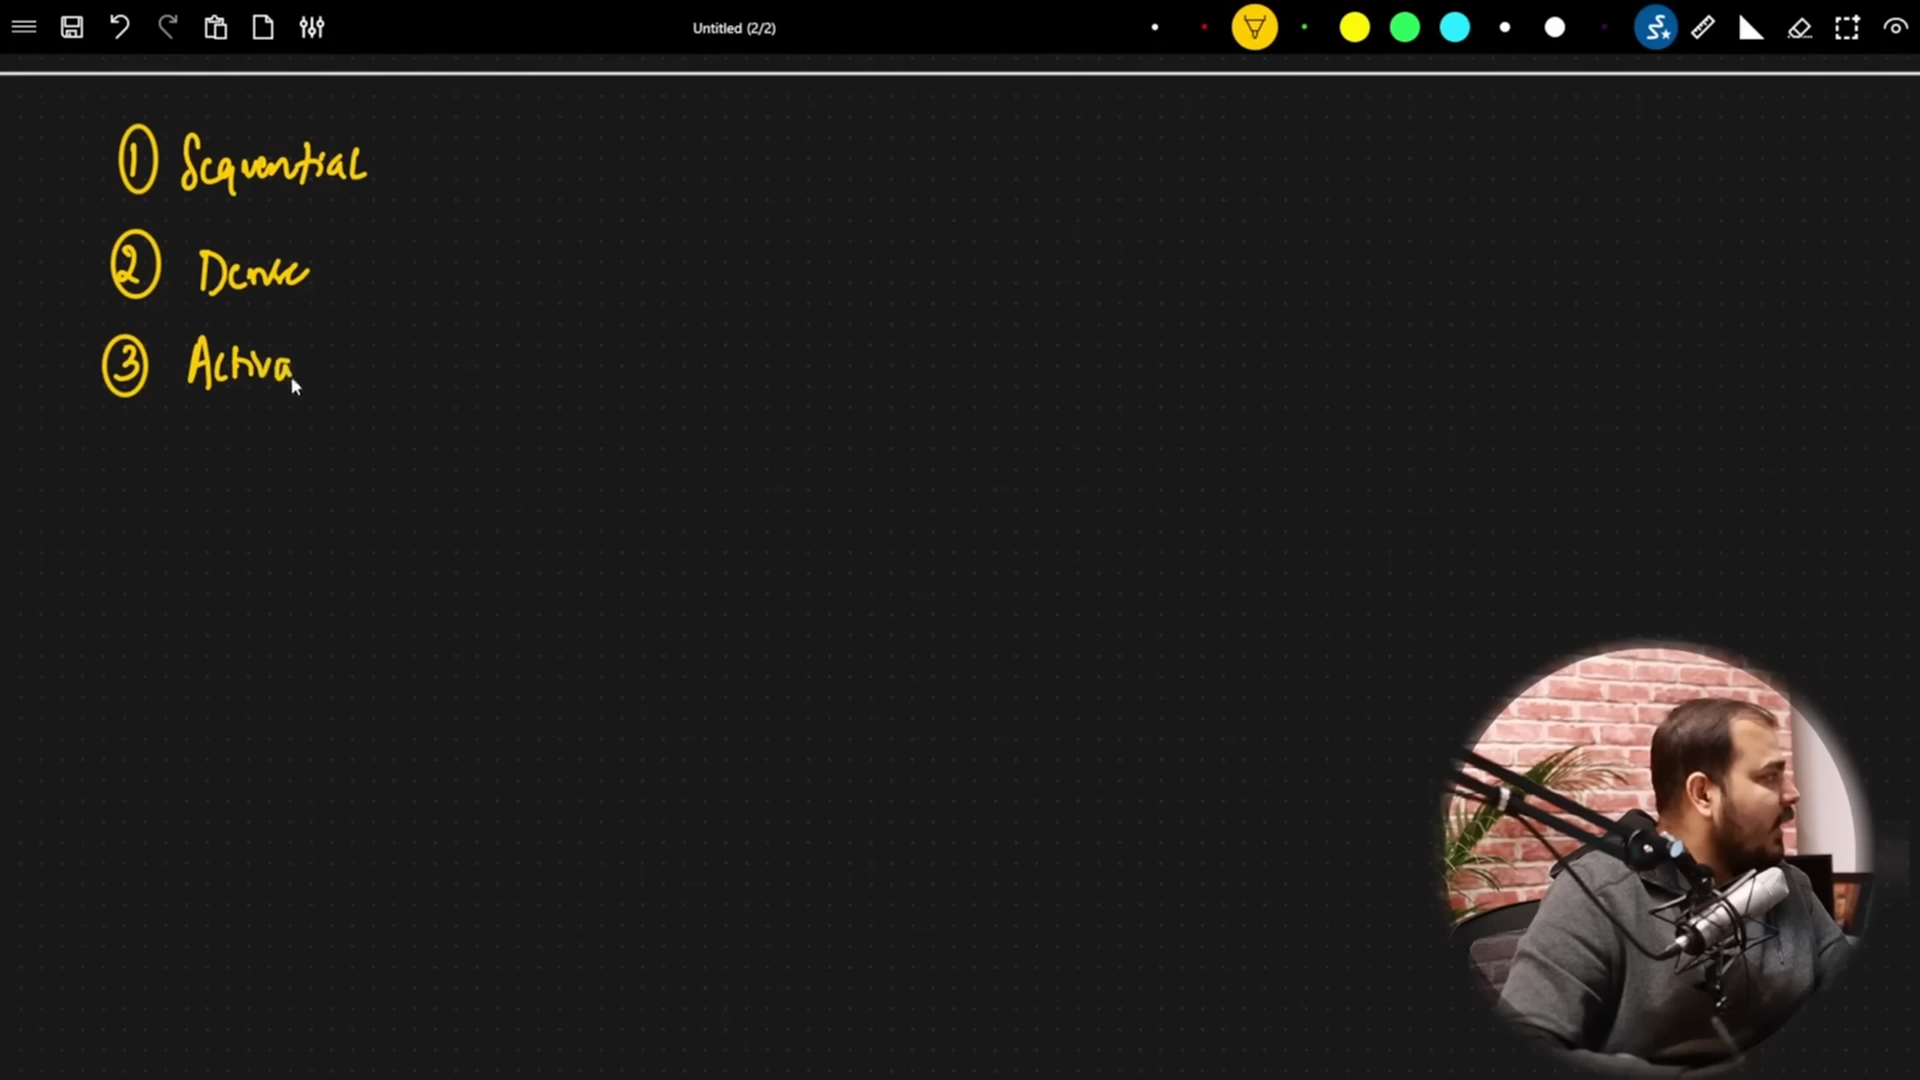 Untitled (2/2)
① Sequential
② Dense
③ Activa